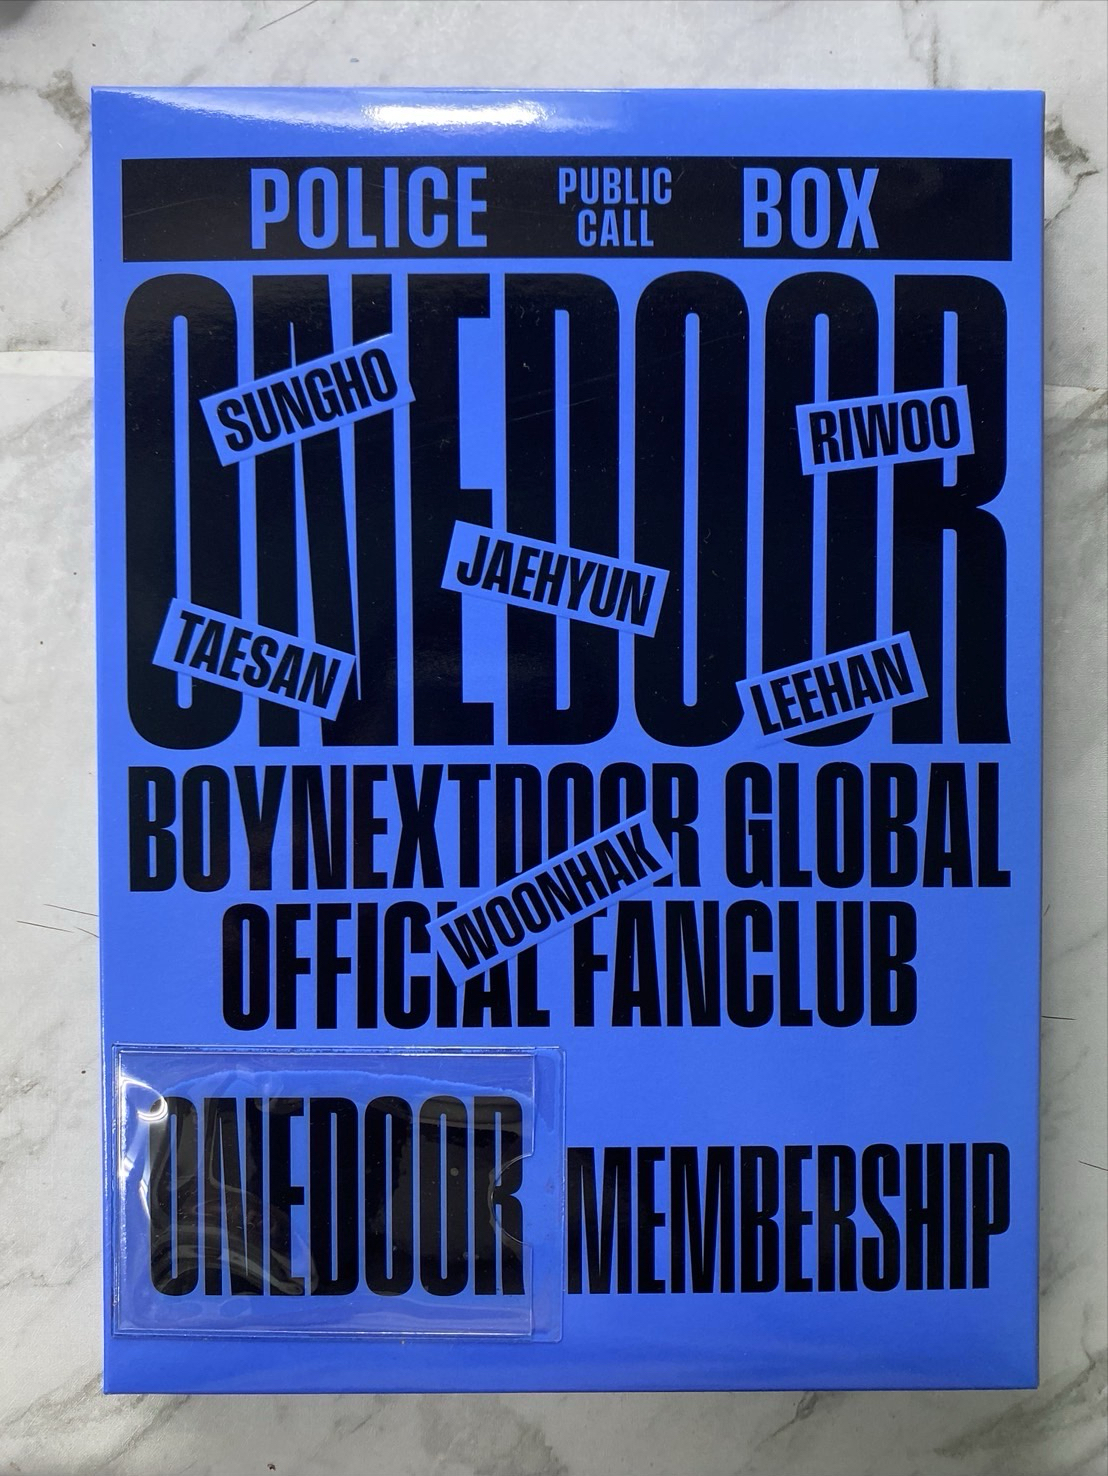 POLICE PUBLIC CALL BOX
ONEDOOR
SUNGHO
RIWOO
JAEHYUN
TAESAN
LEEHAN
BOYNEXTDOOR GLOBAL
WOONHAK
OFFICIAL FANCLUB
ONEDOOR MEMBERSHIP